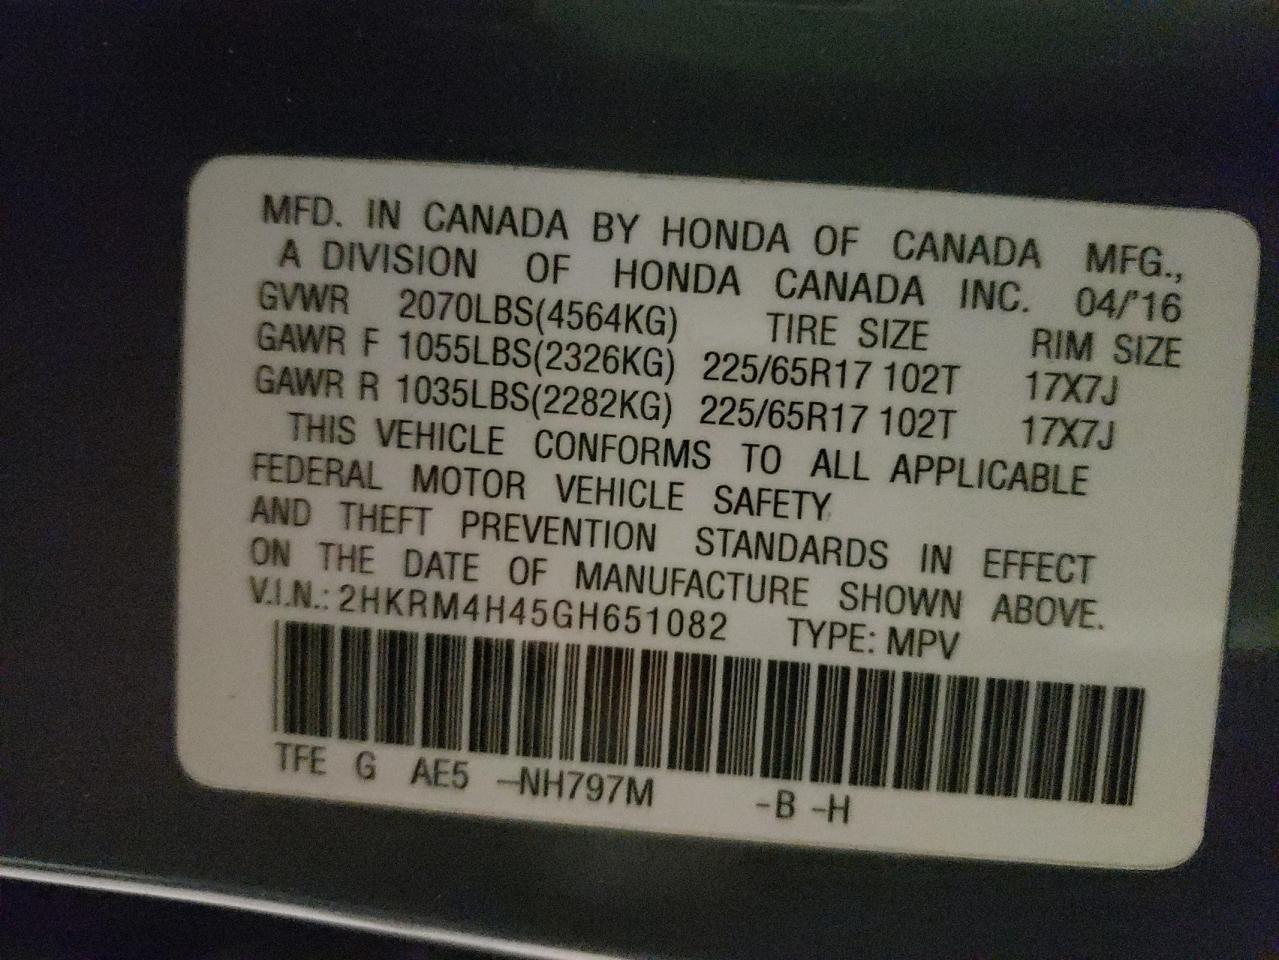 MFD. IN CANADA BY HONDA OF CANADA MFG.,
A DIVISION OF HONDA CANADA INC. 04/'16
GVWR 2070LBS(4564KG) TIRE SIZE RIM SIZE
GAWR F 1055LBS(2326KG) 225/65R17 102T 17X7J
GAWR R 1035LBS(2282KG) 225/65R17 102T 17X7J
THIS VEHICLE CONFORMS TO ALL APPLICABLE
FEDERAL MOTOR VEHICLE SAFETY
AND THEFT PREVENTION STANDARDS IN EFFECT
ON THE DATE OF MANUFACTURE SHOWN ABOVE.
V.I.N.: 2HKRM4H45GH651082 TYPE: MPV
TFE G AE5 –NH797M -B -H